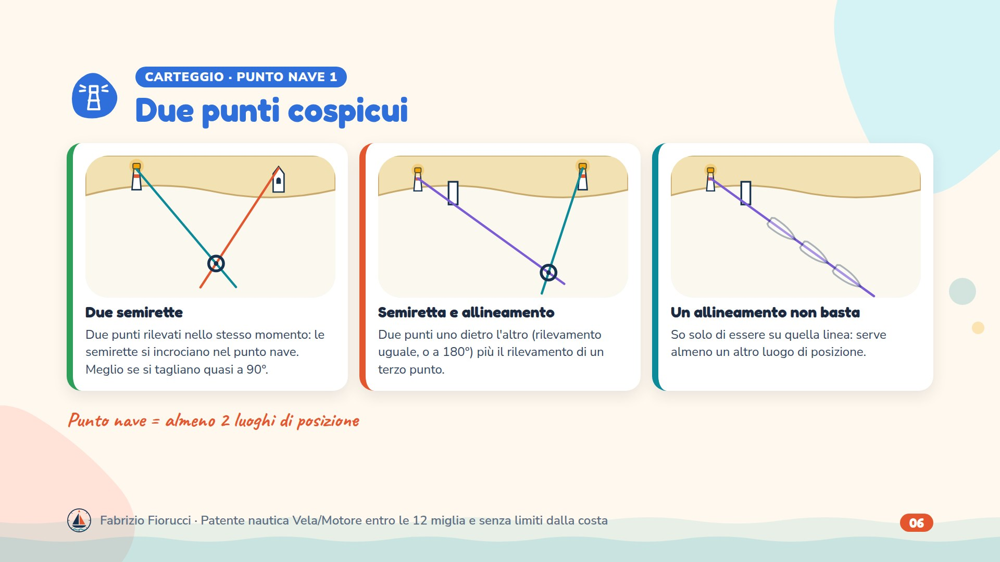 CARTEGGIO · PUNTO NAVE 1
Due punti cospicui
Due semirette
Due punti rilevati nello stesso momento: le
semirette si incrociano nel punto nave.
Meglio se si tagliano quasi a 90°.
Semiretta e allineamento
Due punti uno dietro l'altro (rilevamento
uguale, o a 180°) più il rilevamento di un
terzo punto.
Un allineamento non basta
So solo di essere su quella linea: serve
almeno un altro luogo di posizione.
Punto nave = almeno 2 luoghi di posizione
Fabrizio Fiorucci · Patente nautica Vela/Motore entro le 12 miglia e senza limiti dalla costa
06